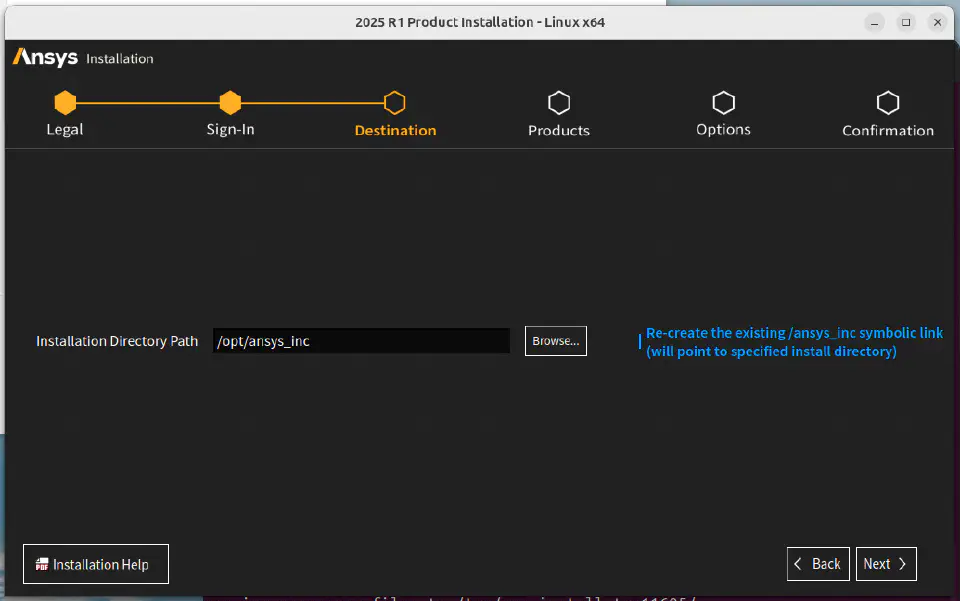 2025 R1 Product Installation - Linux x64
Ansys Installation
Legal
Sign-In
Destination
Products
Options
Confirmation
Installation Directory Path
/opt/ansys_inc
Browse...
Re-create the existing /ansys_inc symbolic link
(will point to specified install directory)
PDF
Installation Help
Back
Next